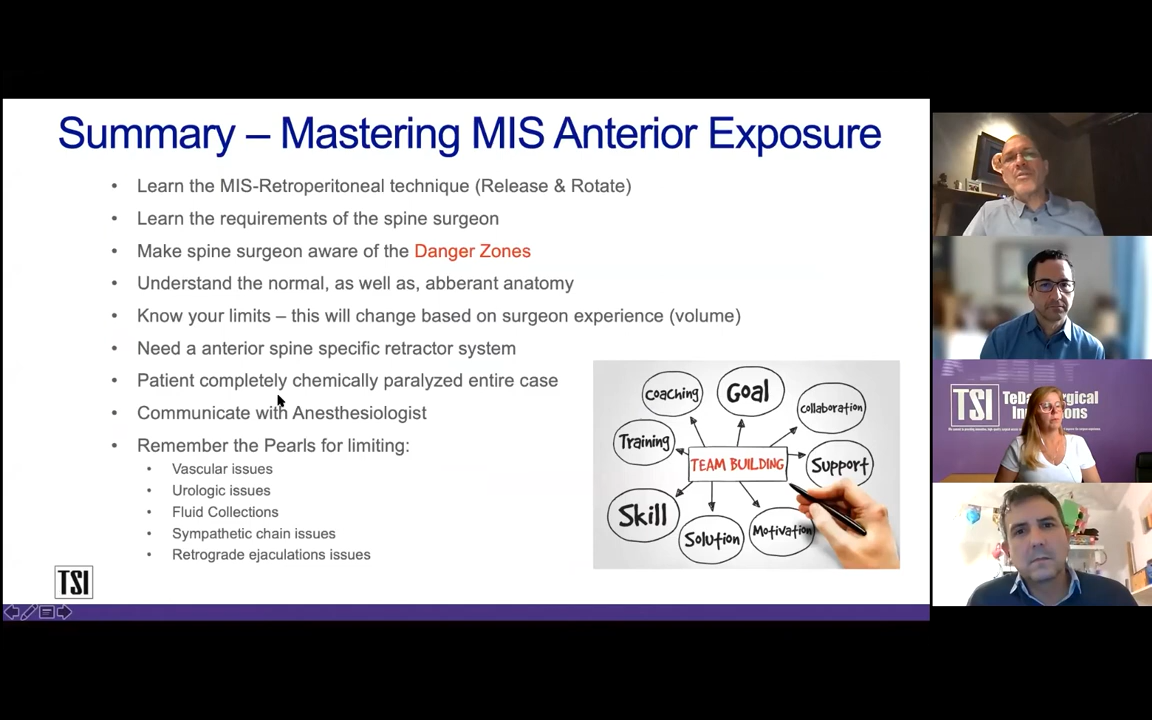 Summary – Mastering MIS Anterior Exposure
• Learn the MIS-Retroperitoneal technique (Release & Rotate)
• Learn the requirements of the spine surgeon
• Make spine surgeon aware of the Danger Zones
• Understand the normal, as well as, abberant anatomy
• Know your limits – this will change based on surgeon experience (volume)
• Need a anterior spine specific retractor system
• Patient completely chemically paralyzed entire case
• Communicate with Anesthesiologist
• Remember the Pearls for limiting:
• Vascular issues
• Urologic issues
• Fluid Collections
• Sympathetic chain issues
• Retrograde ejaculations issues
Coaching
Goal
Collaboration
Training
TEAM BUILDING
Support
Skill
Solution
Motivation
TSI
TSI